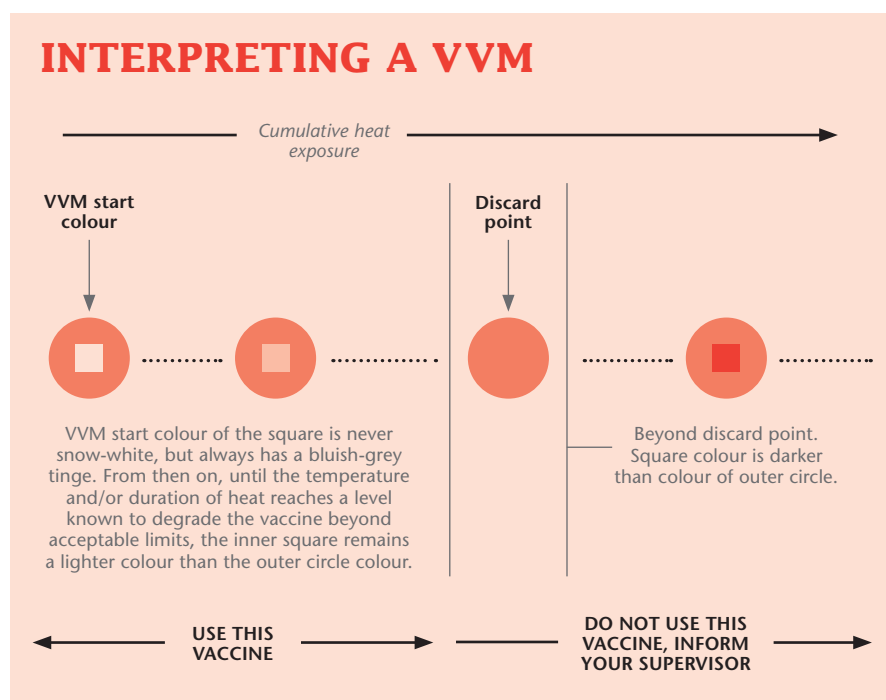 INTERPRETING A VVM
Cumulative heat
exposure
VVM start
colour
Discard
point
VVM start colour of the square is never
snow-white, but always has a bluish-grey
tinge. From then on, until the temperature
and/or duration of heat reaches a level
known to degrade the vaccine beyond
acceptable limits, the inner square remains
a lighter colour than the outer circle colour.
Beyond discard point.
Square colour is darker
than colour of outer circle.
USE THIS
VACCINE
DO NOT USE THIS
VACCINE, INFORM
YOUR SUPERVISOR